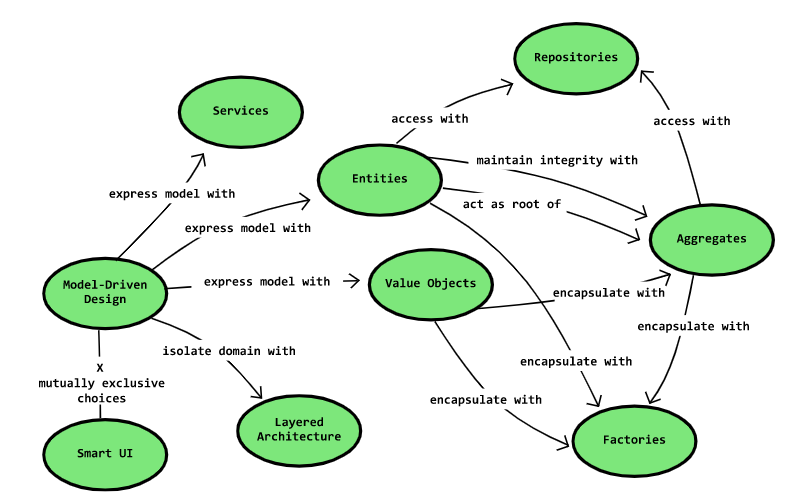 Repositories
Services
access with
access with
maintain integrity with
Entities
express model with
act as root of
express model with
Aggregates
Model-Driven
Design
express model with
Value Objects
encapsulate with
encapsulate with
isolate domain with
encapsulate with
X
mutually exclusive
choices
encapsulate with
Layered
Architecture
Factories
Smart UI